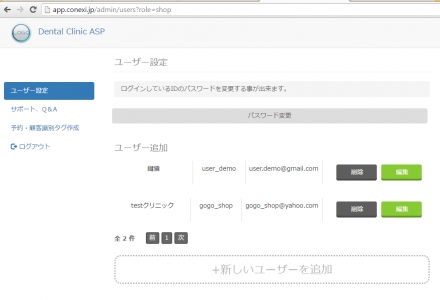 app.conexi.jp/admin/users?role=shop
Dental Clinic ASP
ユーザー設定
ユーザー設定
サポート、Q&A
予約・顧客識別タグ作成
ログアウト
ログインしているIDのパスワードを変更する事が出来ます。
パスワード変更
ユーザー追加
user_demo user.demo@gmail.com 削除 編集
testクリニック gogo_shop gogo_shop@yahoo.com 削除 編集
全 2 件 前 1 次
+新しいユーザーを追加